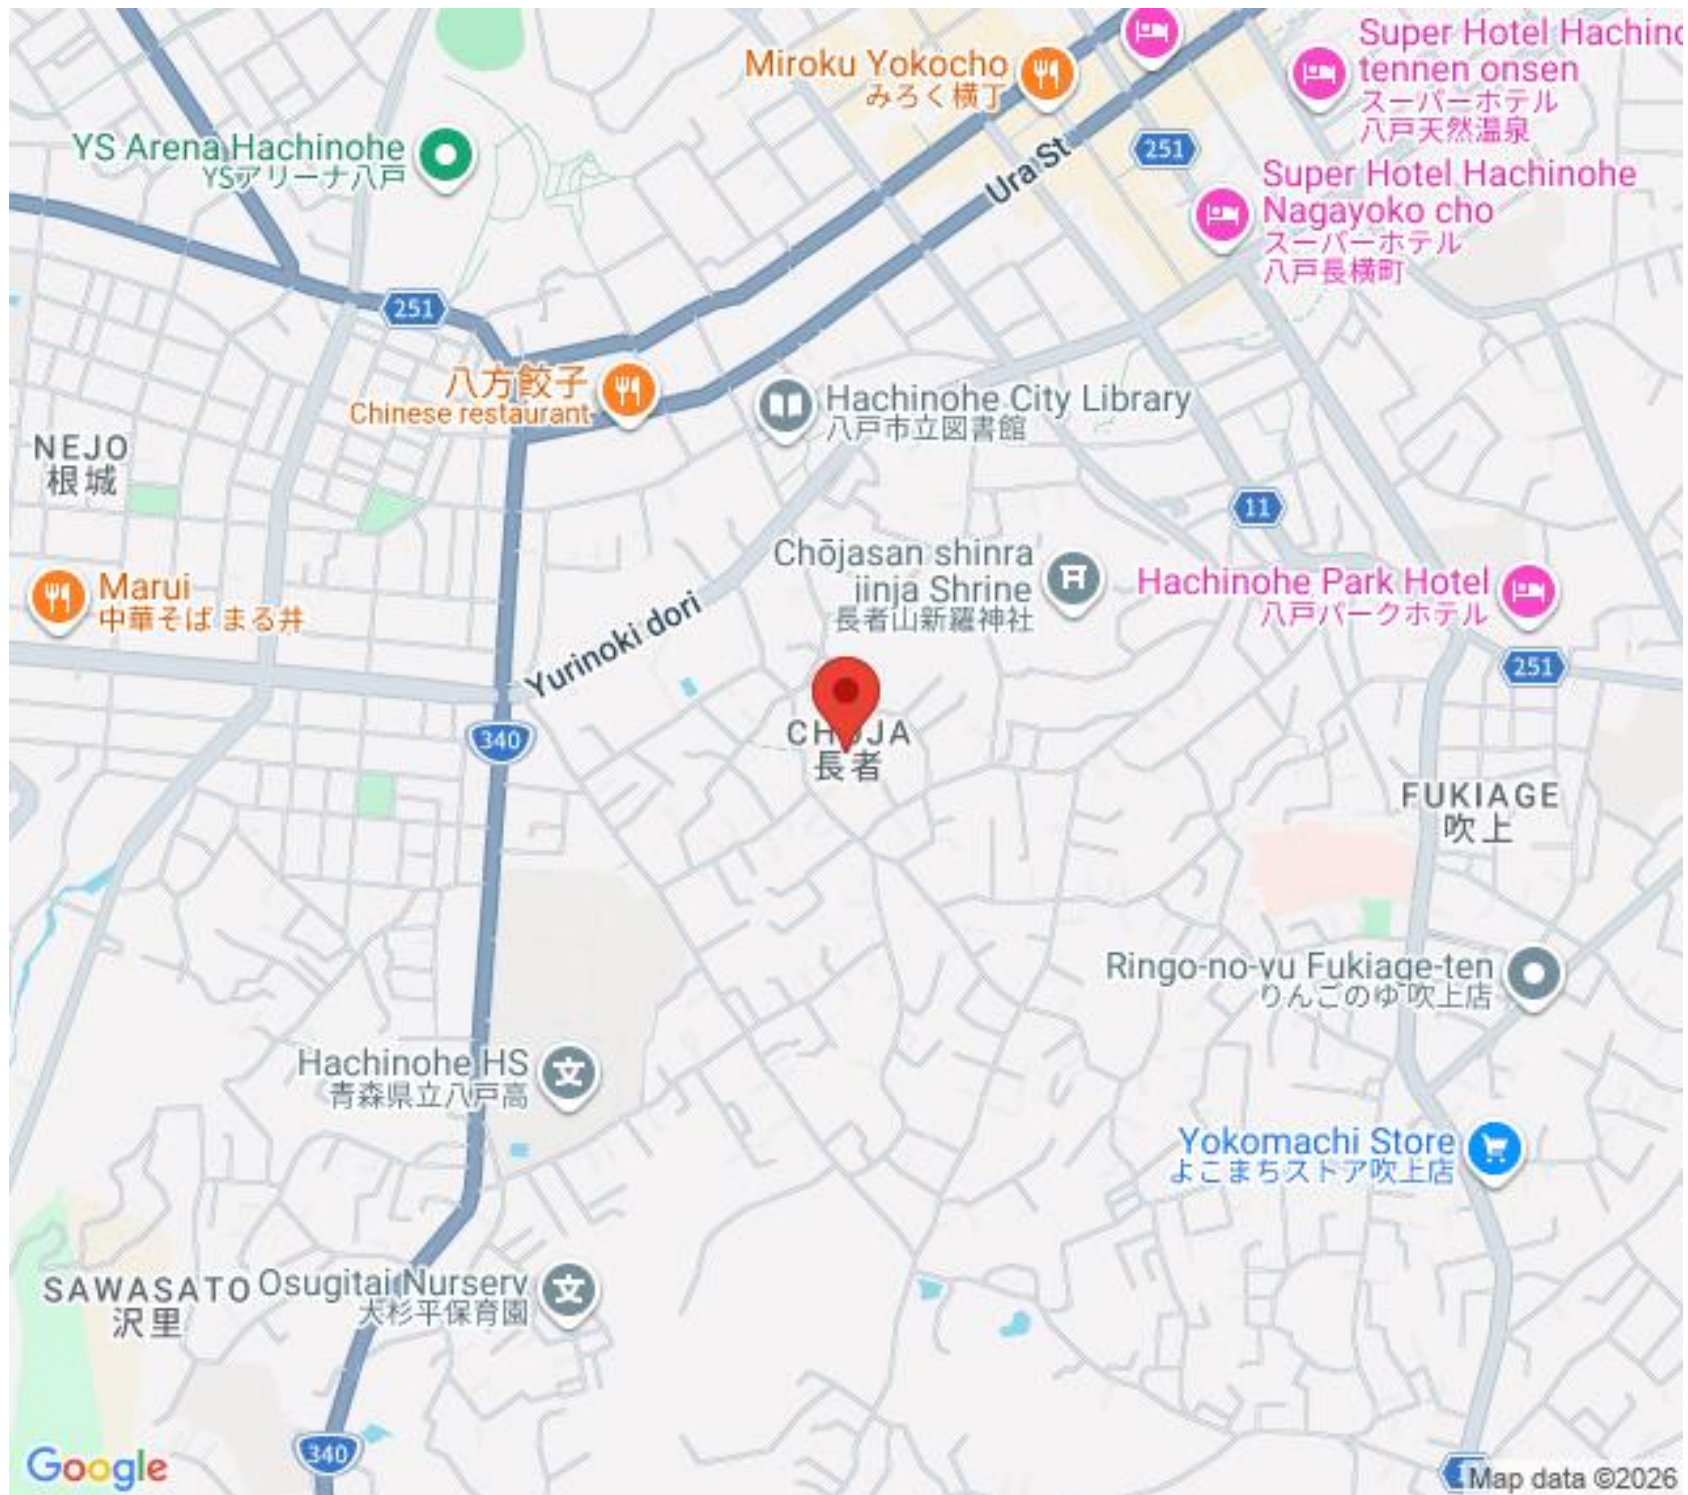 Miroku Yokocho
みろく横丁
Super Hotel Hachino
tennen onsen
スーパーホテル
八戸天然温泉
YS Arena Hachinohe
YSアリーナ八戸
Ura St
251
Super Hotel Hachinohe
Nagayoko cho
スーパーホテル
八戸長横町
251
八方餃子
Chinese restaurant
Hachinohe City Library
八戸市立図書館
NEJO
根城
11
Chōjasan shinra
jinja Shrine
長者山新羅神社
Hachinohe Park Hotel
八戸パークホテル
Marui
中華そば まる井
Yurinoki dori
251
340
CHOJA
長者
FUKIAGE
吹上
Ringo-no-yu Fukiage-ten
りんごのゆ 吹上店
Hachinohe HS
青森県立八戸高
Yokomachi Store
よこまちストア吹上店
SAWASATO
沢里
Osugitai Nursery
大杉平保育園
340
Google
Map data ©2026